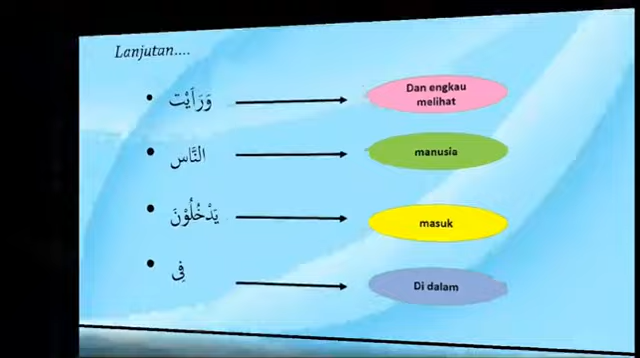 Lanjutan....
• وَرَاَيْت Dan engkau
melihat
• النَّاس manusia
• يَدْخُلُوْنَ masuk
• فِى Di dalam